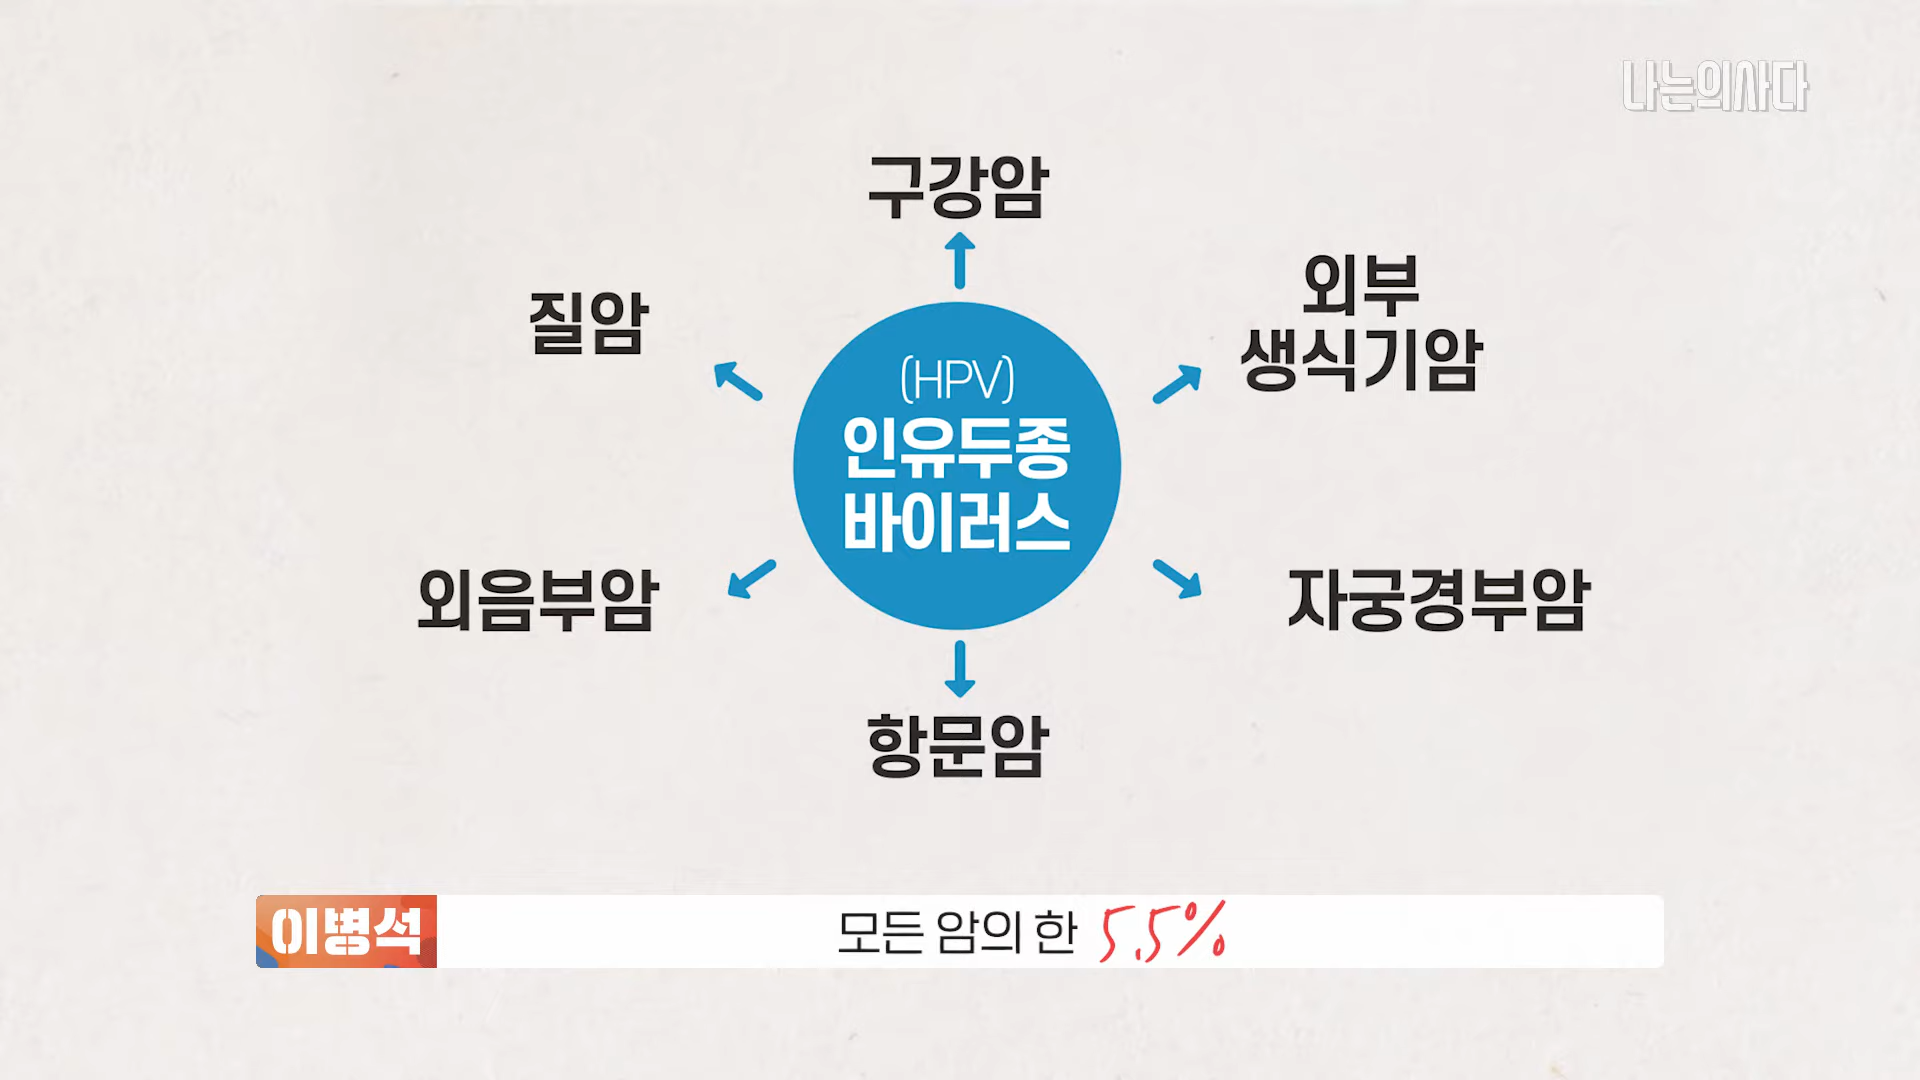 나는의사다
구강암
외부
생식기암
질암
(HPV)
인유두종
바이러스
외음부암
자궁경부암
항문암
이병석
모든 암의 한 5.5%